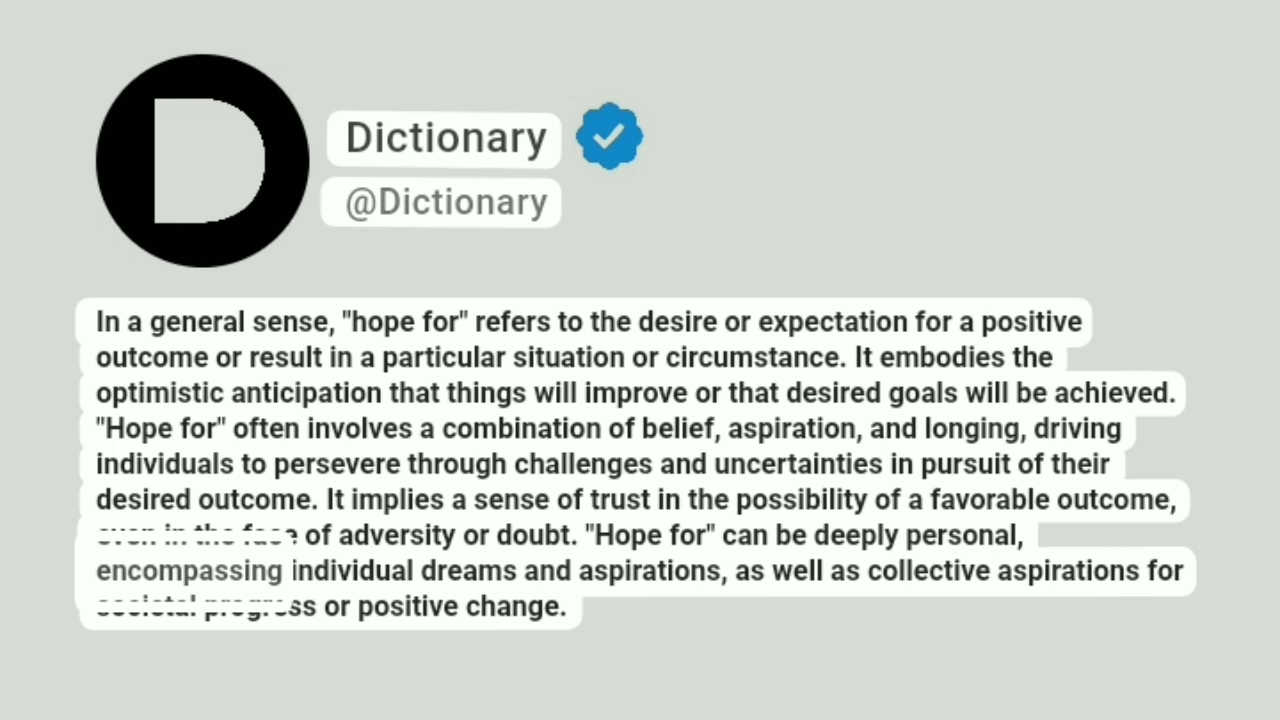 D
Dictionary
@Dictionary
In a general sense, "hope for" refers to the desire or expectation for a positive
outcome or result in a particular situation or circumstance. It embodies the
optimistic anticipation that things will improve or that desired goals will be achieved.
"Hope for" often involves a combination of belief, aspiration, and longing, driving
individuals to persevere through challenges and uncertainties in pursuit of their
desired outcome. It implies a sense of trust in the possibility of a favorable outcome,
even in the face of adversity or doubt. "Hope for" can be deeply personal,
encompassing individual dreams and aspirations, as well as collective aspirations for
societal progress or positive change.